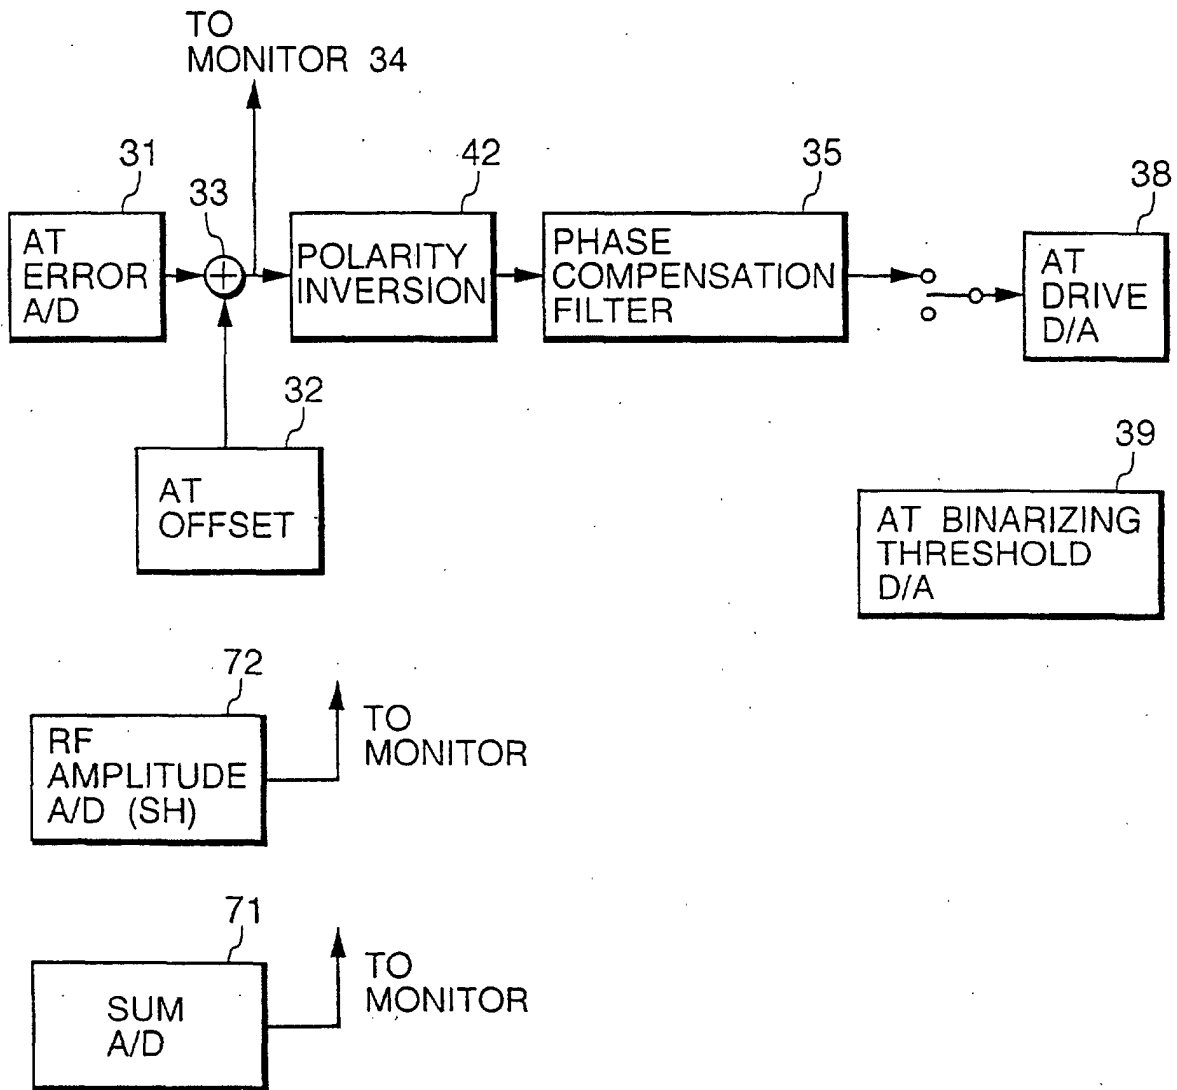 TO
MONITOR 34
31
33
42
35
38
AT
ERROR
A/D
POLARITY
INVERSION
PHASE
COMPENSATION
FILTER
AT
DRIVE
D/A
32
AT
OFFSET
39
AT BINARIZING
THRESHOLD
D/A
72
RF
AMPLITUDE
A/D (SH)
TO
MONITOR
71
SUM
A/D
TO
MONITOR